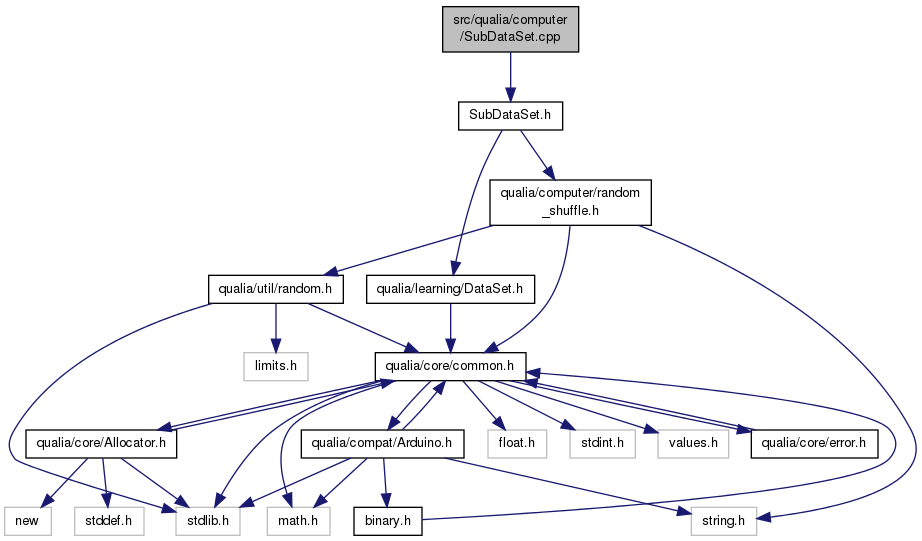 src/qualia/computer
/SubDataSet.cpp
SubDataSet.h
qualia/computer/random
_shuffle.h
qualia/util/random.h
qualia/learning/DataSet.h
limits.h
qualia/core/common.h
qualia/core/Allocator.h
qualia/compat/Arduino.h
float.h
stdint.h
values.h
qualia/core/error.h
new
stddef.h
stdlib.h
math.h
binary.h
string.h